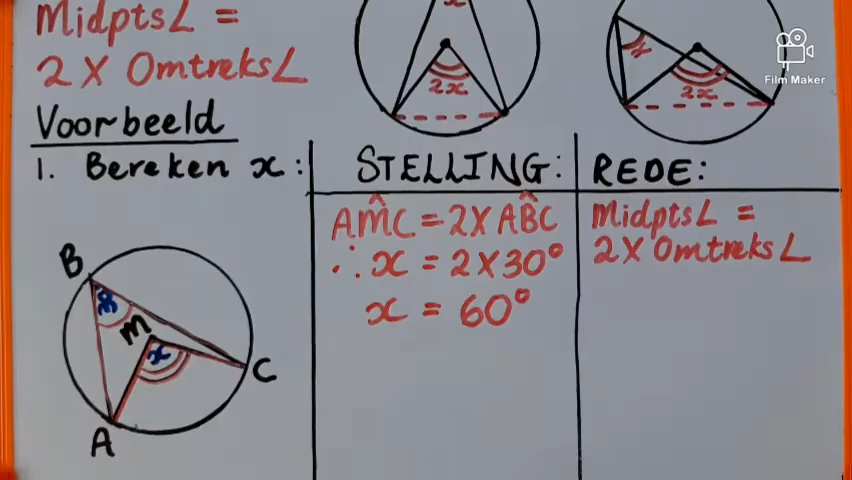 Midpts∠ =
2 X Omtreks∠
x
2x
x
2x
Film Maker
Voorbeeld
1. Bereken x:
STELLING:
REDE:
AM̂C = 2 X AB̂C
∴ x = 2 X 30°
x = 60°
Midpts∠ =
2 X Omtreks∠
B
M
x
C
A